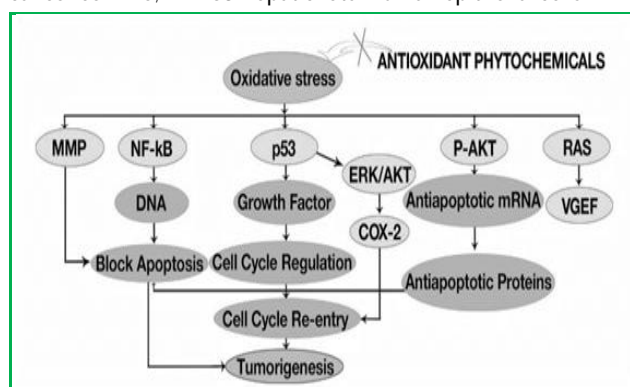 ANTIOXIDANT PHYTOCHEMICALS
Oxidative stress
MMP
NF-kB
p53
P-AKT
RAS
ERK/AKT
DNA
Growth Factor
Antiapoptotic mRNA
VGEF
COX-2
Block Apoptosis
Cell Cycle Regulation
Antiapoptotic Proteins
Cell Cycle Re-entry
Tumorigenesis